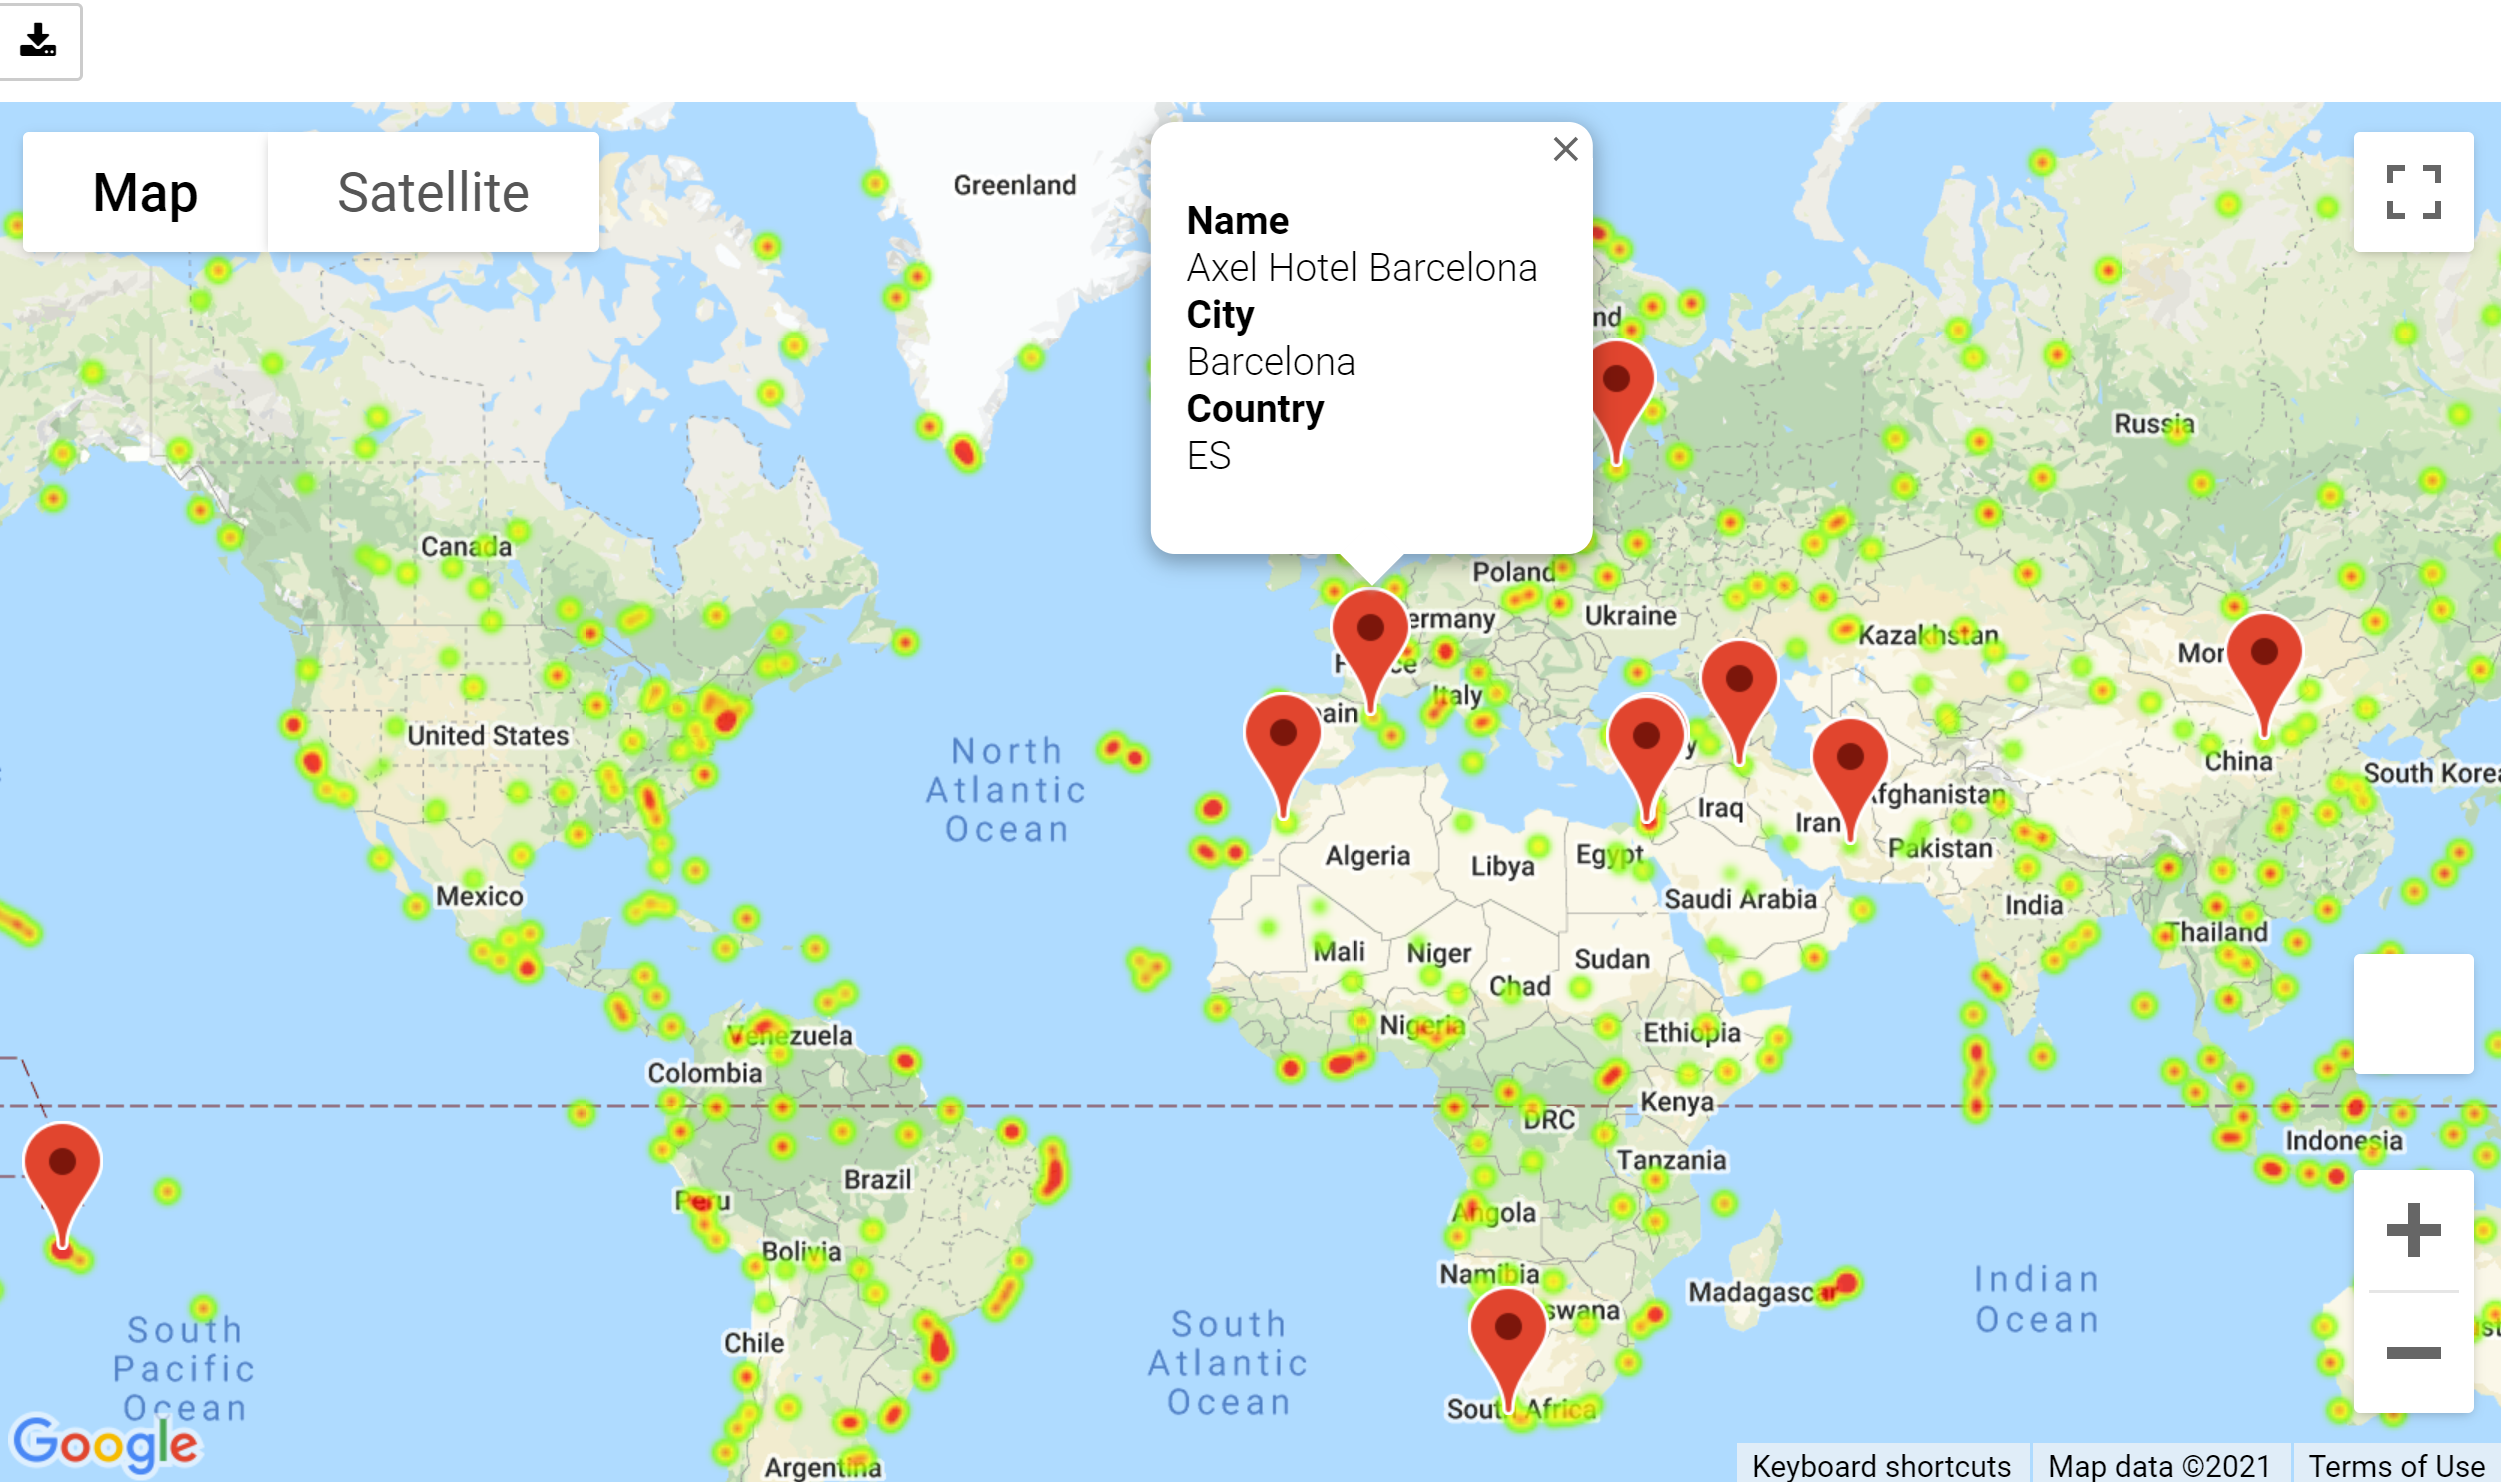 Map
Satellite
Greenland
Name
Axel Hotel Barcelona
City
Barcelona
Country
ES
nd
Russia
Canada
Poland
ermany
Ukraine
Kazakhstan
Mor
United States
ain
Italy
y
China
South Korea
North
Atlantic
Ocean
Iraq
Iran
fghanistan
Pakistan
Algeria
Libya
Egypt
Saudi Arabia
India
Mexico
Mali
Niger
Chad
Sudan
Thailand
Nigeria
Ethiopia
Venezuela
Colombia
Kenya
DRC
Indonesia
Tanzania
Brazil
Peru
Angola
Bolivia
Namibia
swana
Madagascar
Indian
Ocean
Chile
South
Pacific
Ocean
South
Atlantic
Ocean
South Africa
Argentina
Google
Keyboard shortcuts
Map data ©2021
Terms of Use